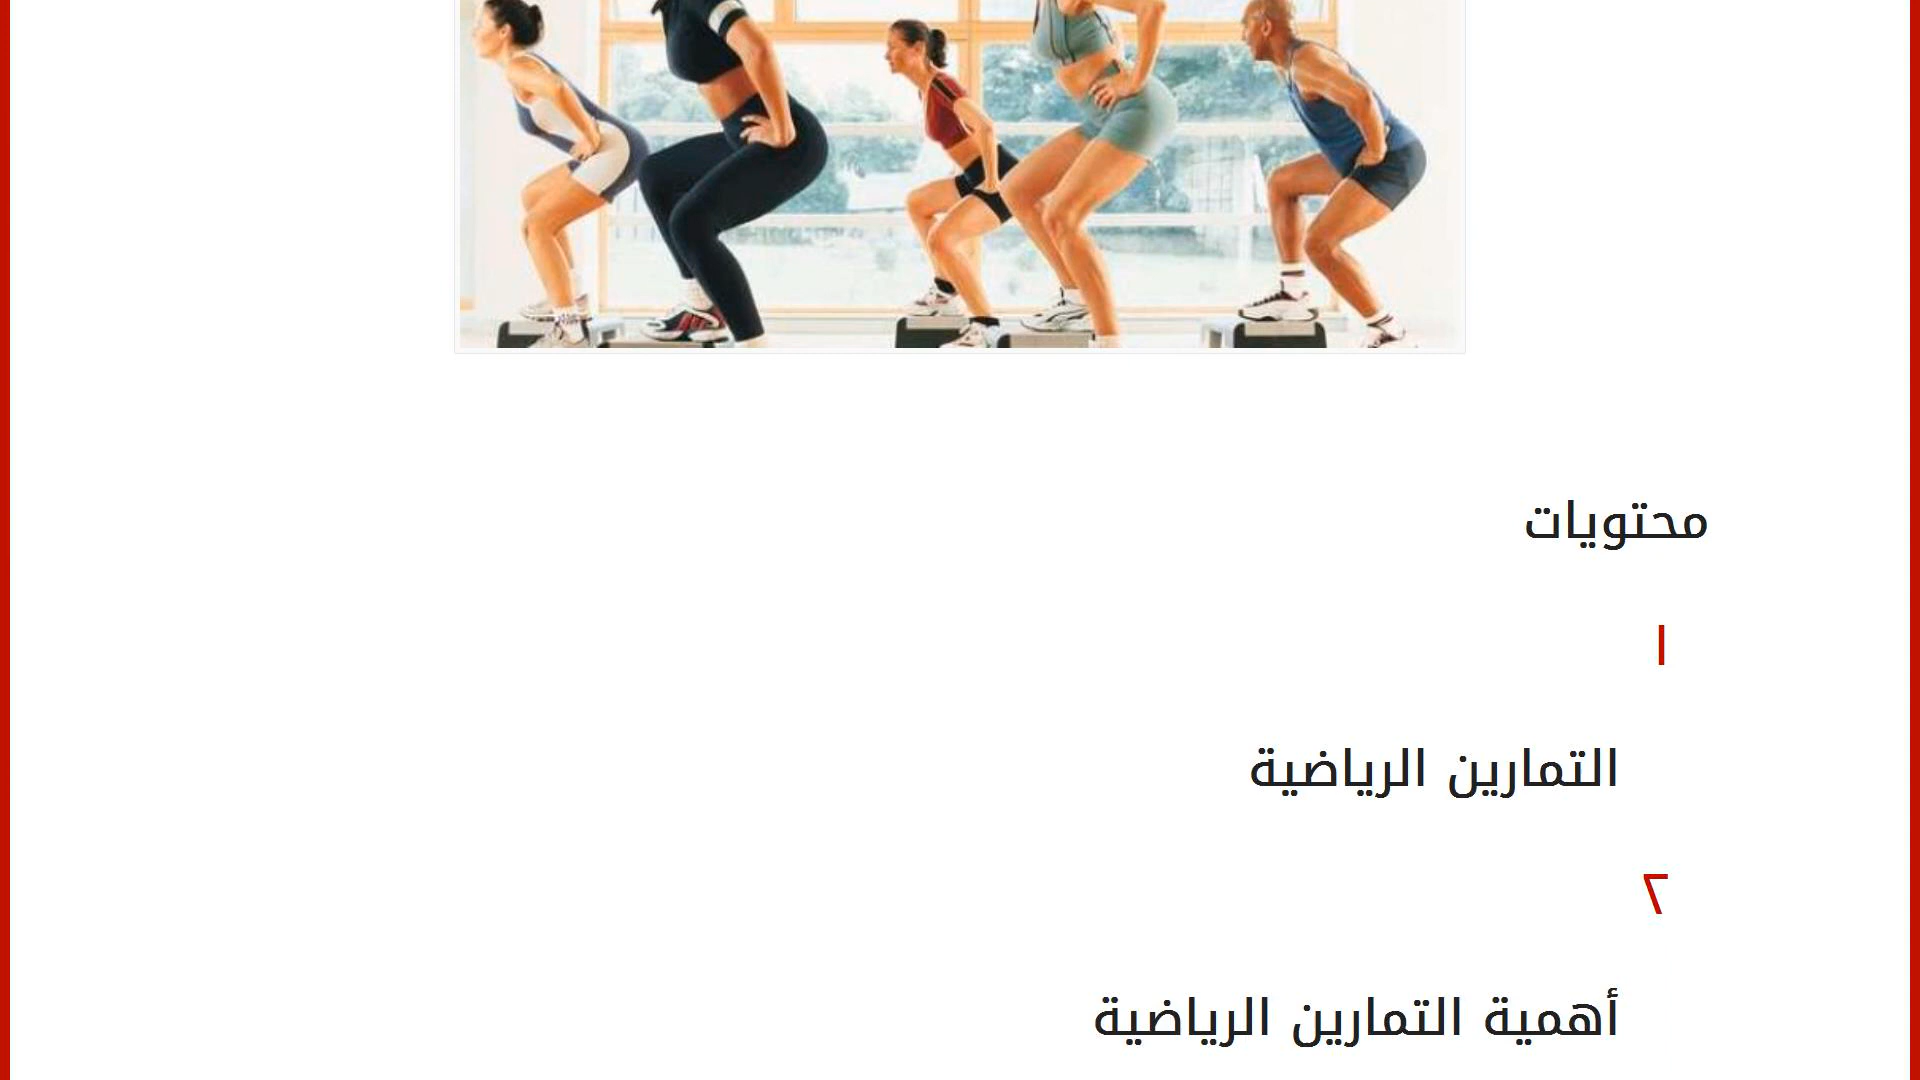 محتويات
١
التمارين الرياضية
٢
أهمية التمارين الرياضية